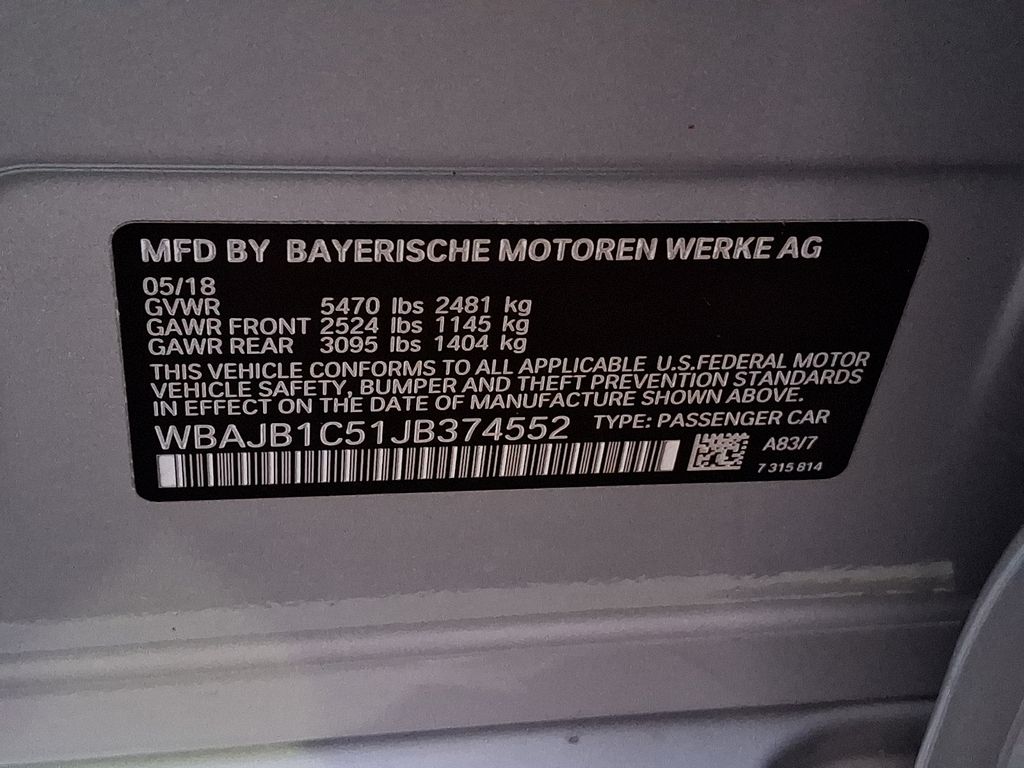 MFD BY BAYERISCHE MOTOREN WERKE AG
05/18
GVWR 5470 lbs 2481 kg
GAWR FRONT 2524 lbs 1145 kg
GAWR REAR 3095 lbs 1404 kg
THIS VEHICLE CONFORMS TO ALL APPLICABLE U.S.FEDERAL MOTOR
VEHICLE SAFETY, BUMPER AND THEFT PREVENTION STANDARDS
IN EFFECT ON THE DATE OF MANUFACTURE SHOWN ABOVE.
WBAJB1C51JB374552 TYPE: PASSENGER CAR
A83/7
7 315 814